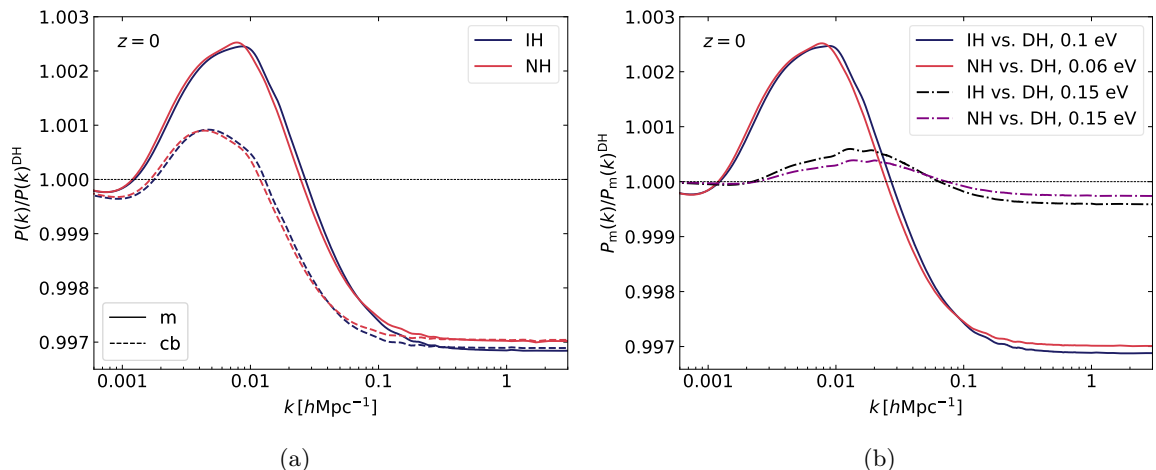 1.003
1.002
1.001
1.000
0.999
0.998
0.997
P(k)/P(k)^DH
z = 0
IH
NH
m
cb
0.001
0.01
0.1
1
k [hMpc⁻¹]
(a)
1.003
1.002
1.001
1.000
0.999
0.998
0.997
P_m(k)/P_m(k)^DH
z = 0
IH vs. DH, 0.1 eV
NH vs. DH, 0.06 eV
IH vs. DH, 0.15 eV
NH vs. DH, 0.15 eV
0.001
0.01
0.1
1
k [hMpc⁻¹]
(b)